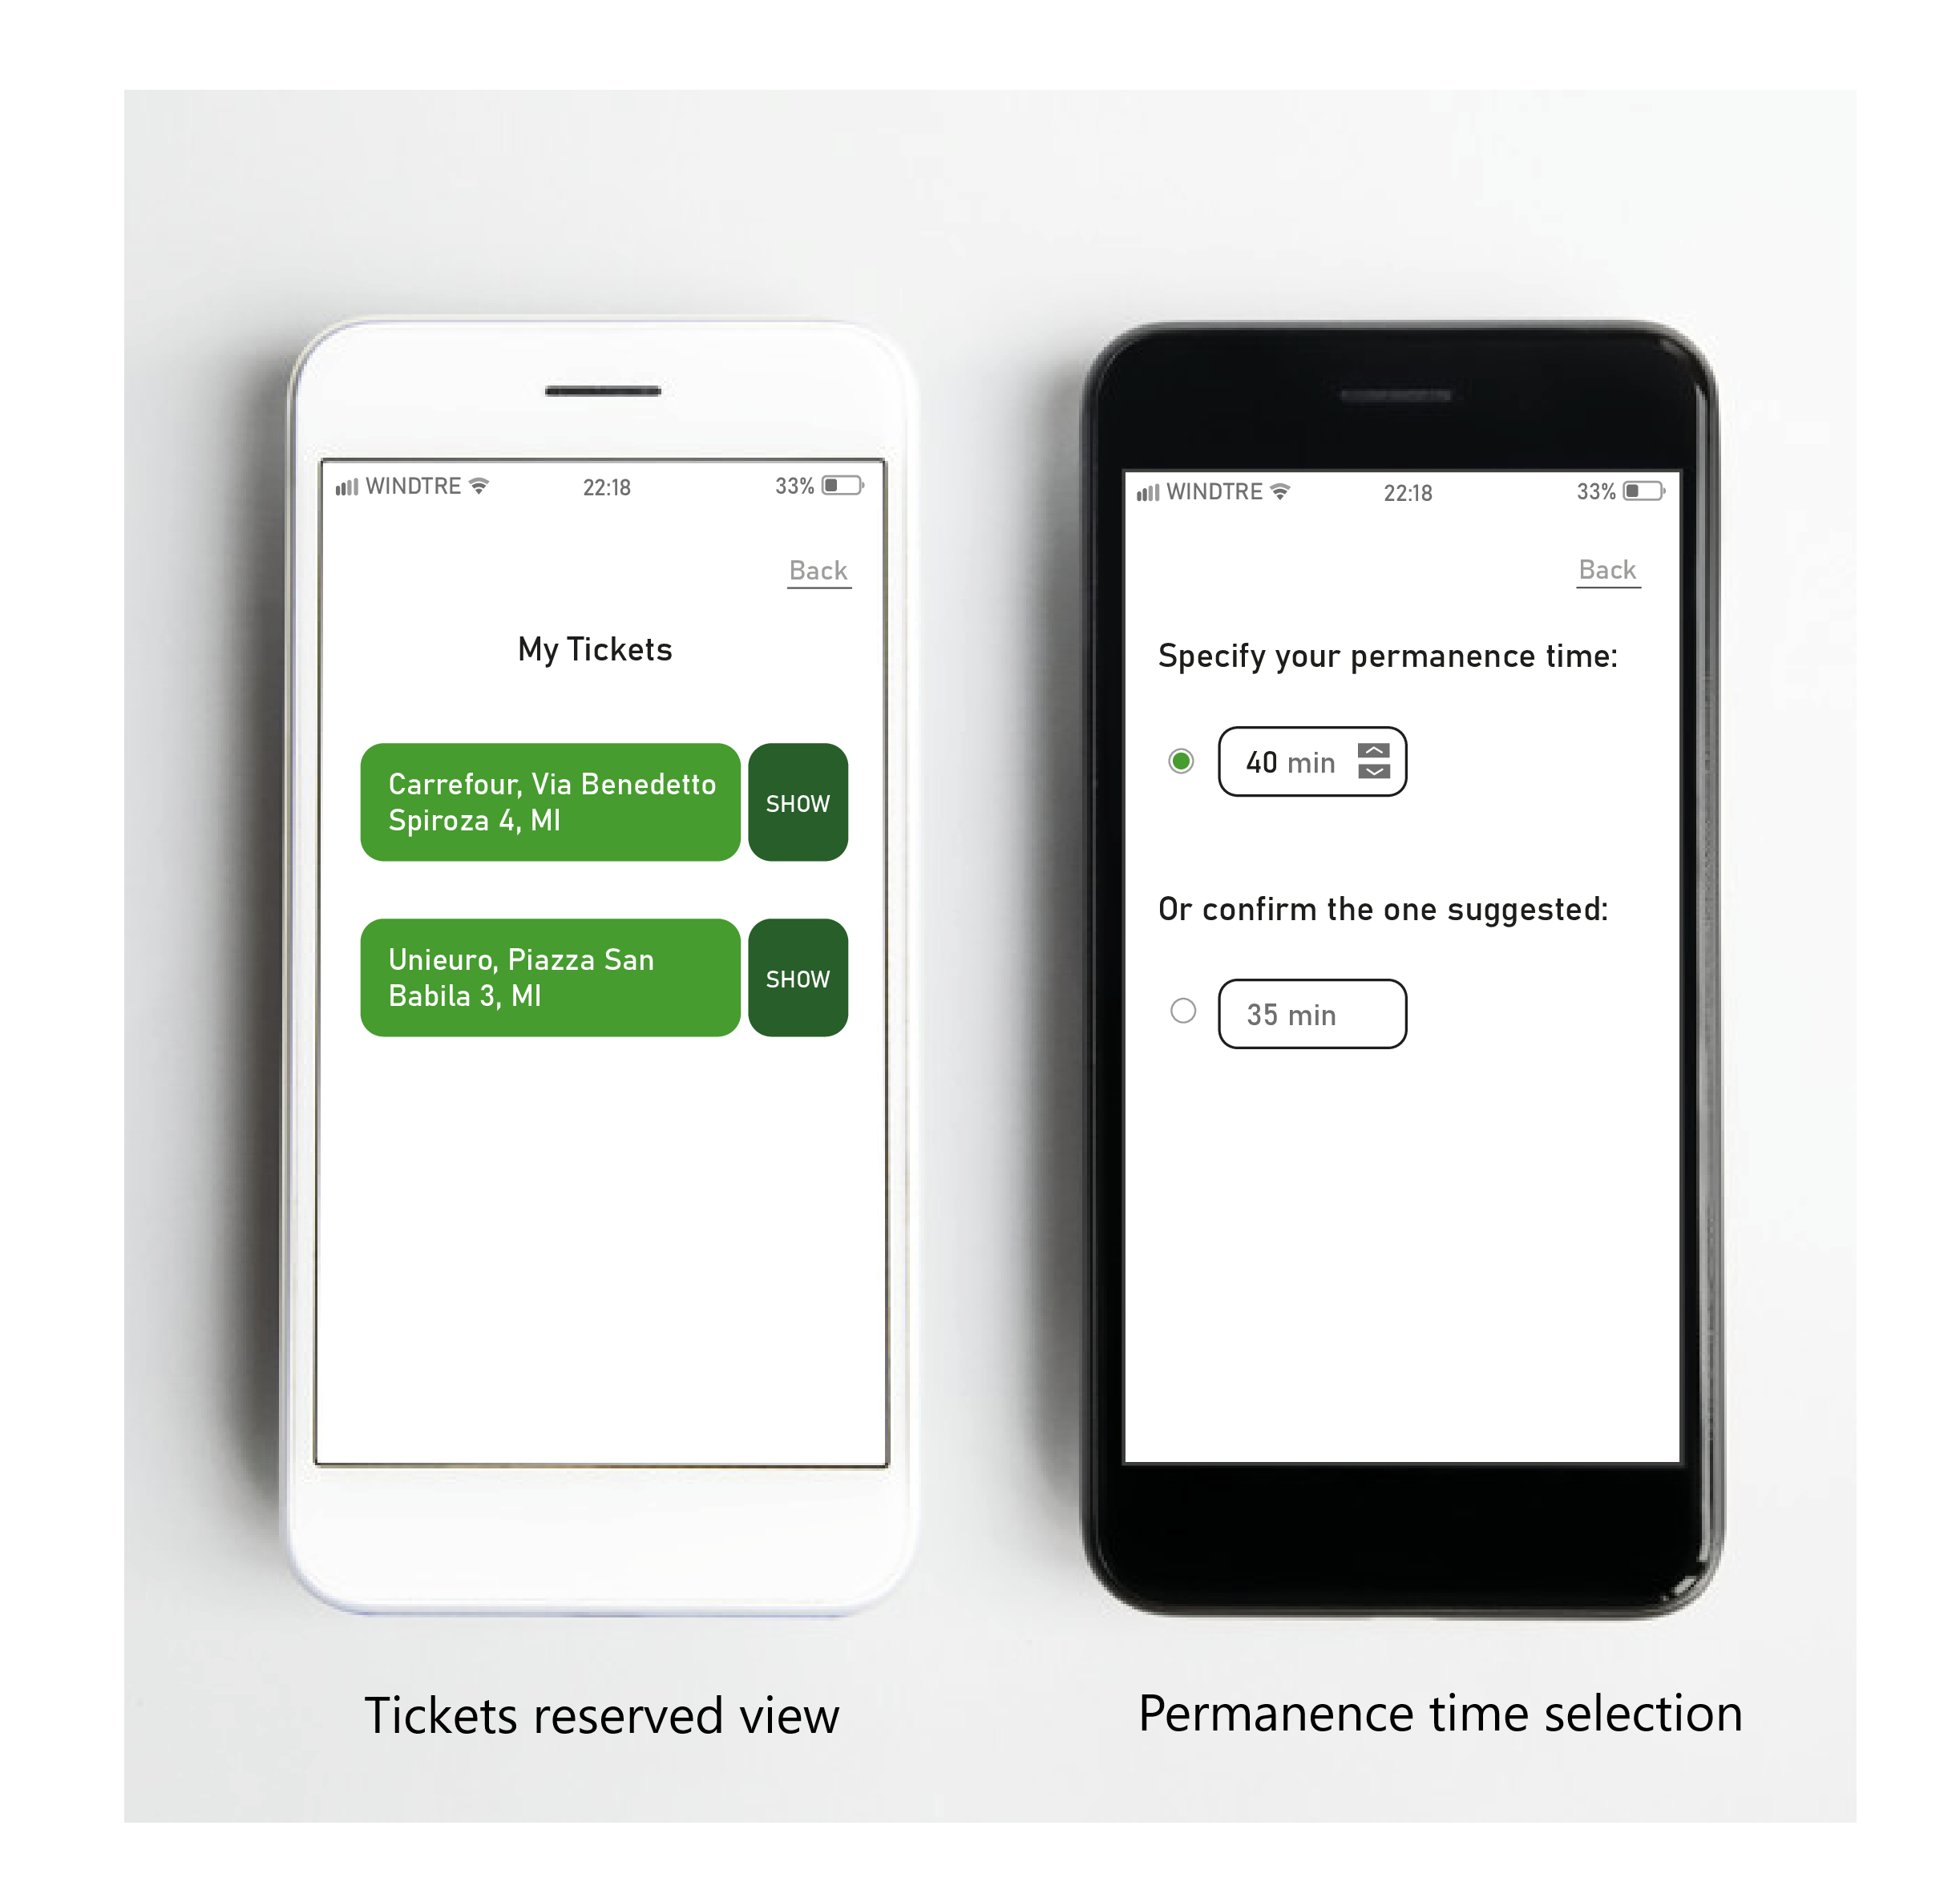 WINDTRE 22:18 33%
Back
My Tickets
Carrefour, Via Benedetto
Spiroza 4, MI
SHOW
Unieuro, Piazza San
Babila 3, MI
SHOW
Tickets reserved view
WINDTRE 22:18 33%
Back
Specify your permanence time:
40 min
Or confirm the one suggested:
35 min
Permanence time selection